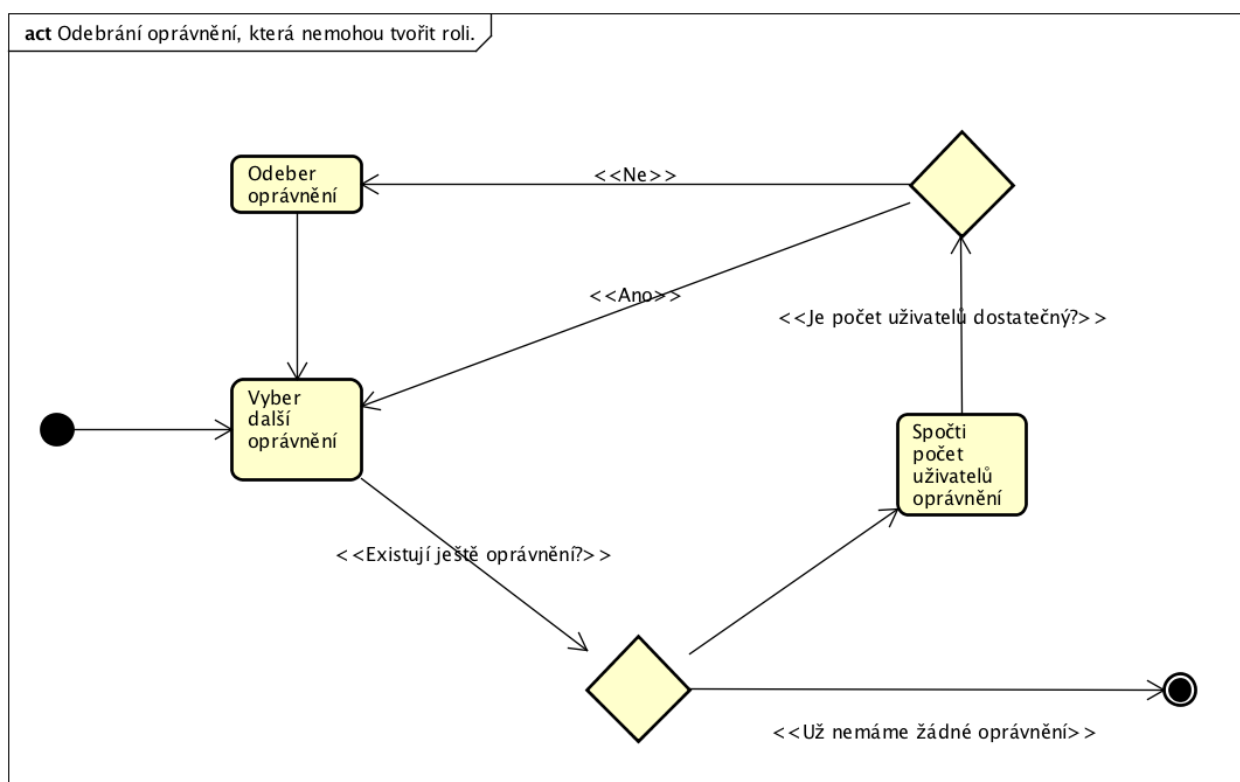 act Odebrání oprávnění, která nemohou tvořit roli.
Odeber
oprávnění
<<Ne>>
<<Ano>>
<<Je počet uživatelů dostatečný?>>
Vyber
další
oprávnění
Spočti
počet
uživatelů
oprávnění
<<Existují ještě oprávnění?>>
<<Už nemáme žádné oprávnění>>